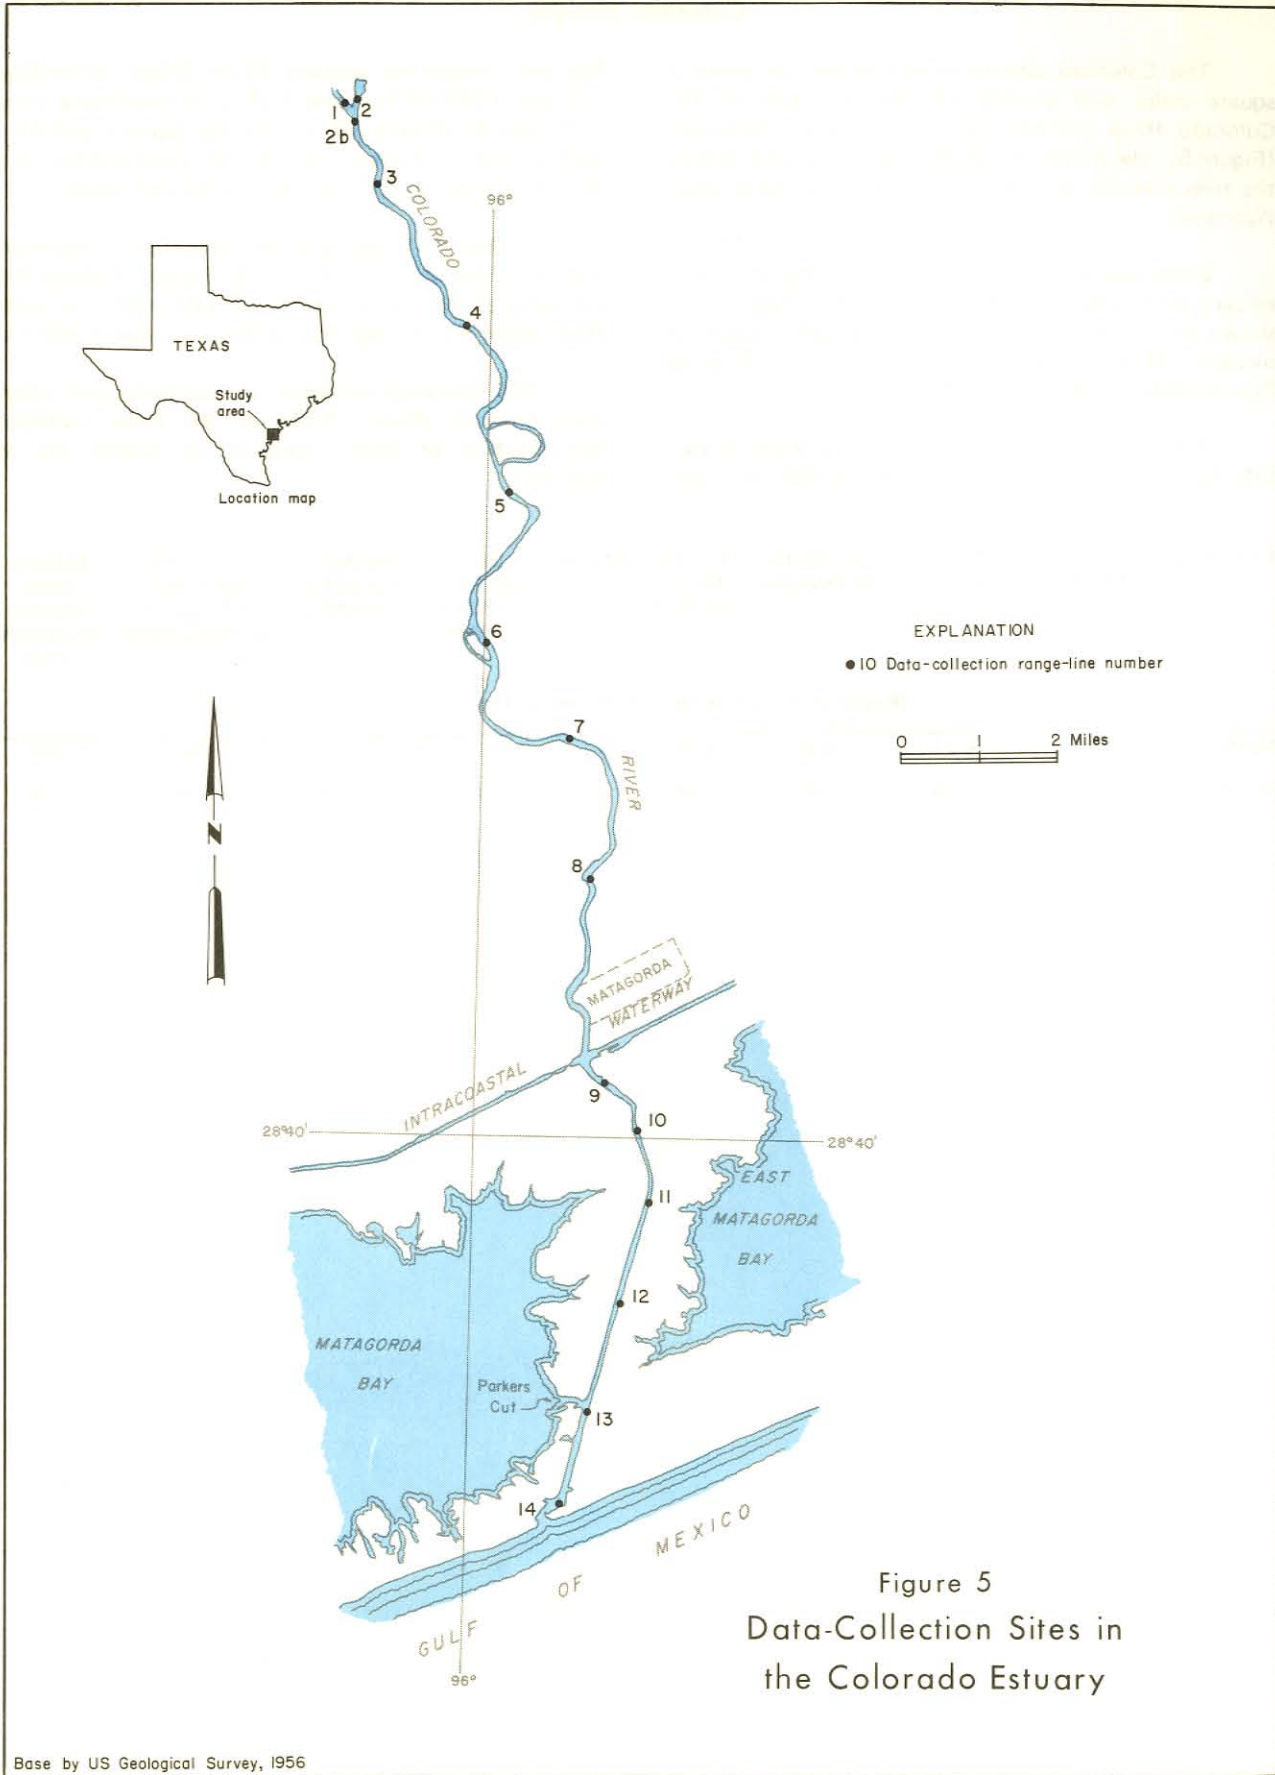 1
2
2b
3
COLORADO
96°
4
TEXAS
Study
area
Location map
5
6
EXPLANATION
10 Data-collection range-line number
7
0 1 2 Miles
RIVER
N
8
MATAGORDA
WATERWAY
INTRACOASTAL
9
10
28°40'
28°40'
11
EAST
MATAGORDA
BAY
12
MATAGORDA
BAY
Parkers
Cut
13
14
GULF OF MEXICO
96°
Figure 5
Data-Collection Sites in
the Colorado Estuary
Base by US Geological Survey, 1956